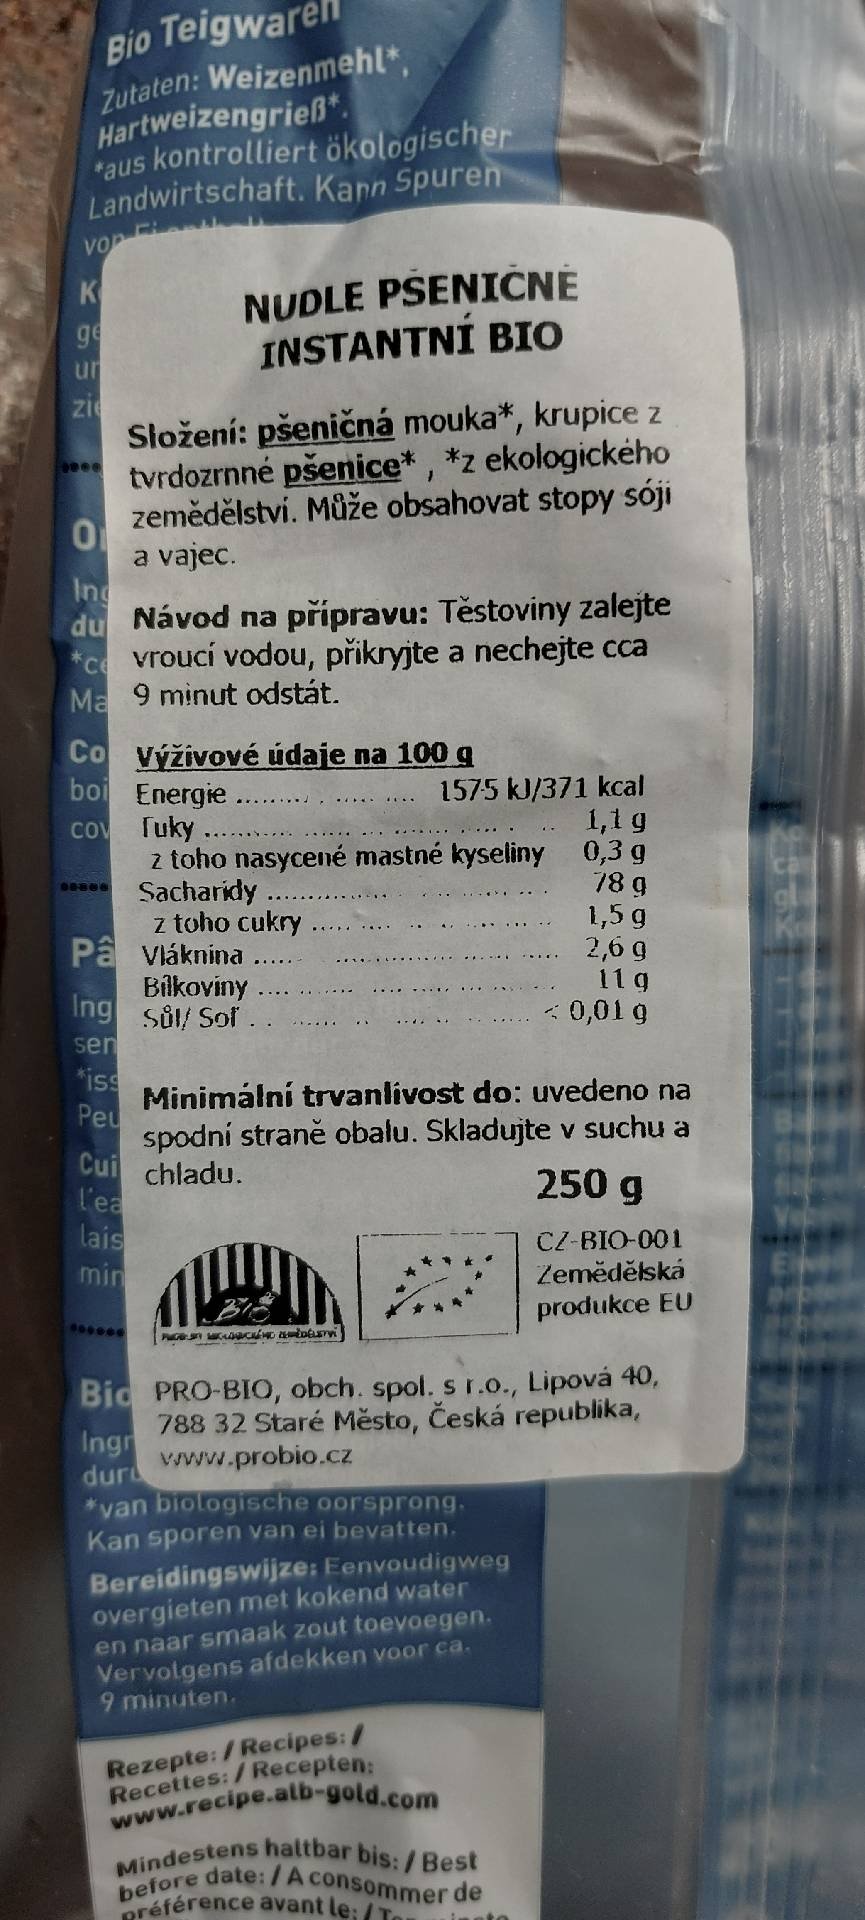 Bio Teigwaren
Zutaten: Weizenmehl*,
Hartweizengrieß*.
*aus kontrolliert ökologischer
Landwirtschaft. Kann Spuren
von
NUDLE PŠENIČNÉ
INSTANTNÍ BIO
Složení: pšeničná mouka*, krupice z
tvrdozrnné pšenice* , *z ekologického
zemědělství. Může obsahovat stopy sóji
a vajec.
Návod na přípravu: Těstoviny zalejte
vroucí vodou, přikryjte a nechejte cca
9 minut odstát.
Výživové údaje na 100 g
Energie .................... 1575 kJ/371 kcal
Tuky .................... 1,1 g
z toho nasycené mastné kyseliny 0,3 g
Sacharidy .................... 78 g
z toho cukry .................... 1,5 g
Vláknina .................... 2,6 g
Bílkoviny .................... 11 g
Sůl/ Soľ .................... < 0,01 g
Minimální trvanlivost do: uvedeno na
spodní straně obalu. Skladujte v suchu a
chladu.
250 g
BIO
CZ-BIO-001
Zemědělská
produkce EU
PRO-BIO, obch. spol. s r.o., Lipová 40,
788 32 Staré Město, Česká republika,
www.probio.cz
*van biologische oorsprong.
Kan sporen van ei bevatten.
Bereidingswijze: Eenvoudigweg
overgieten met kokend water
en naar smaak zout toevoegen.
Vervolgens afdekken voor ca.
9 minuten.
Rezepte: / Recipes: /
Recettes: / Recepten:
www.recipe.alb-gold.com
Mindestens haltbar bis: / Best
before date: / A consommer de
préférence avant le: /